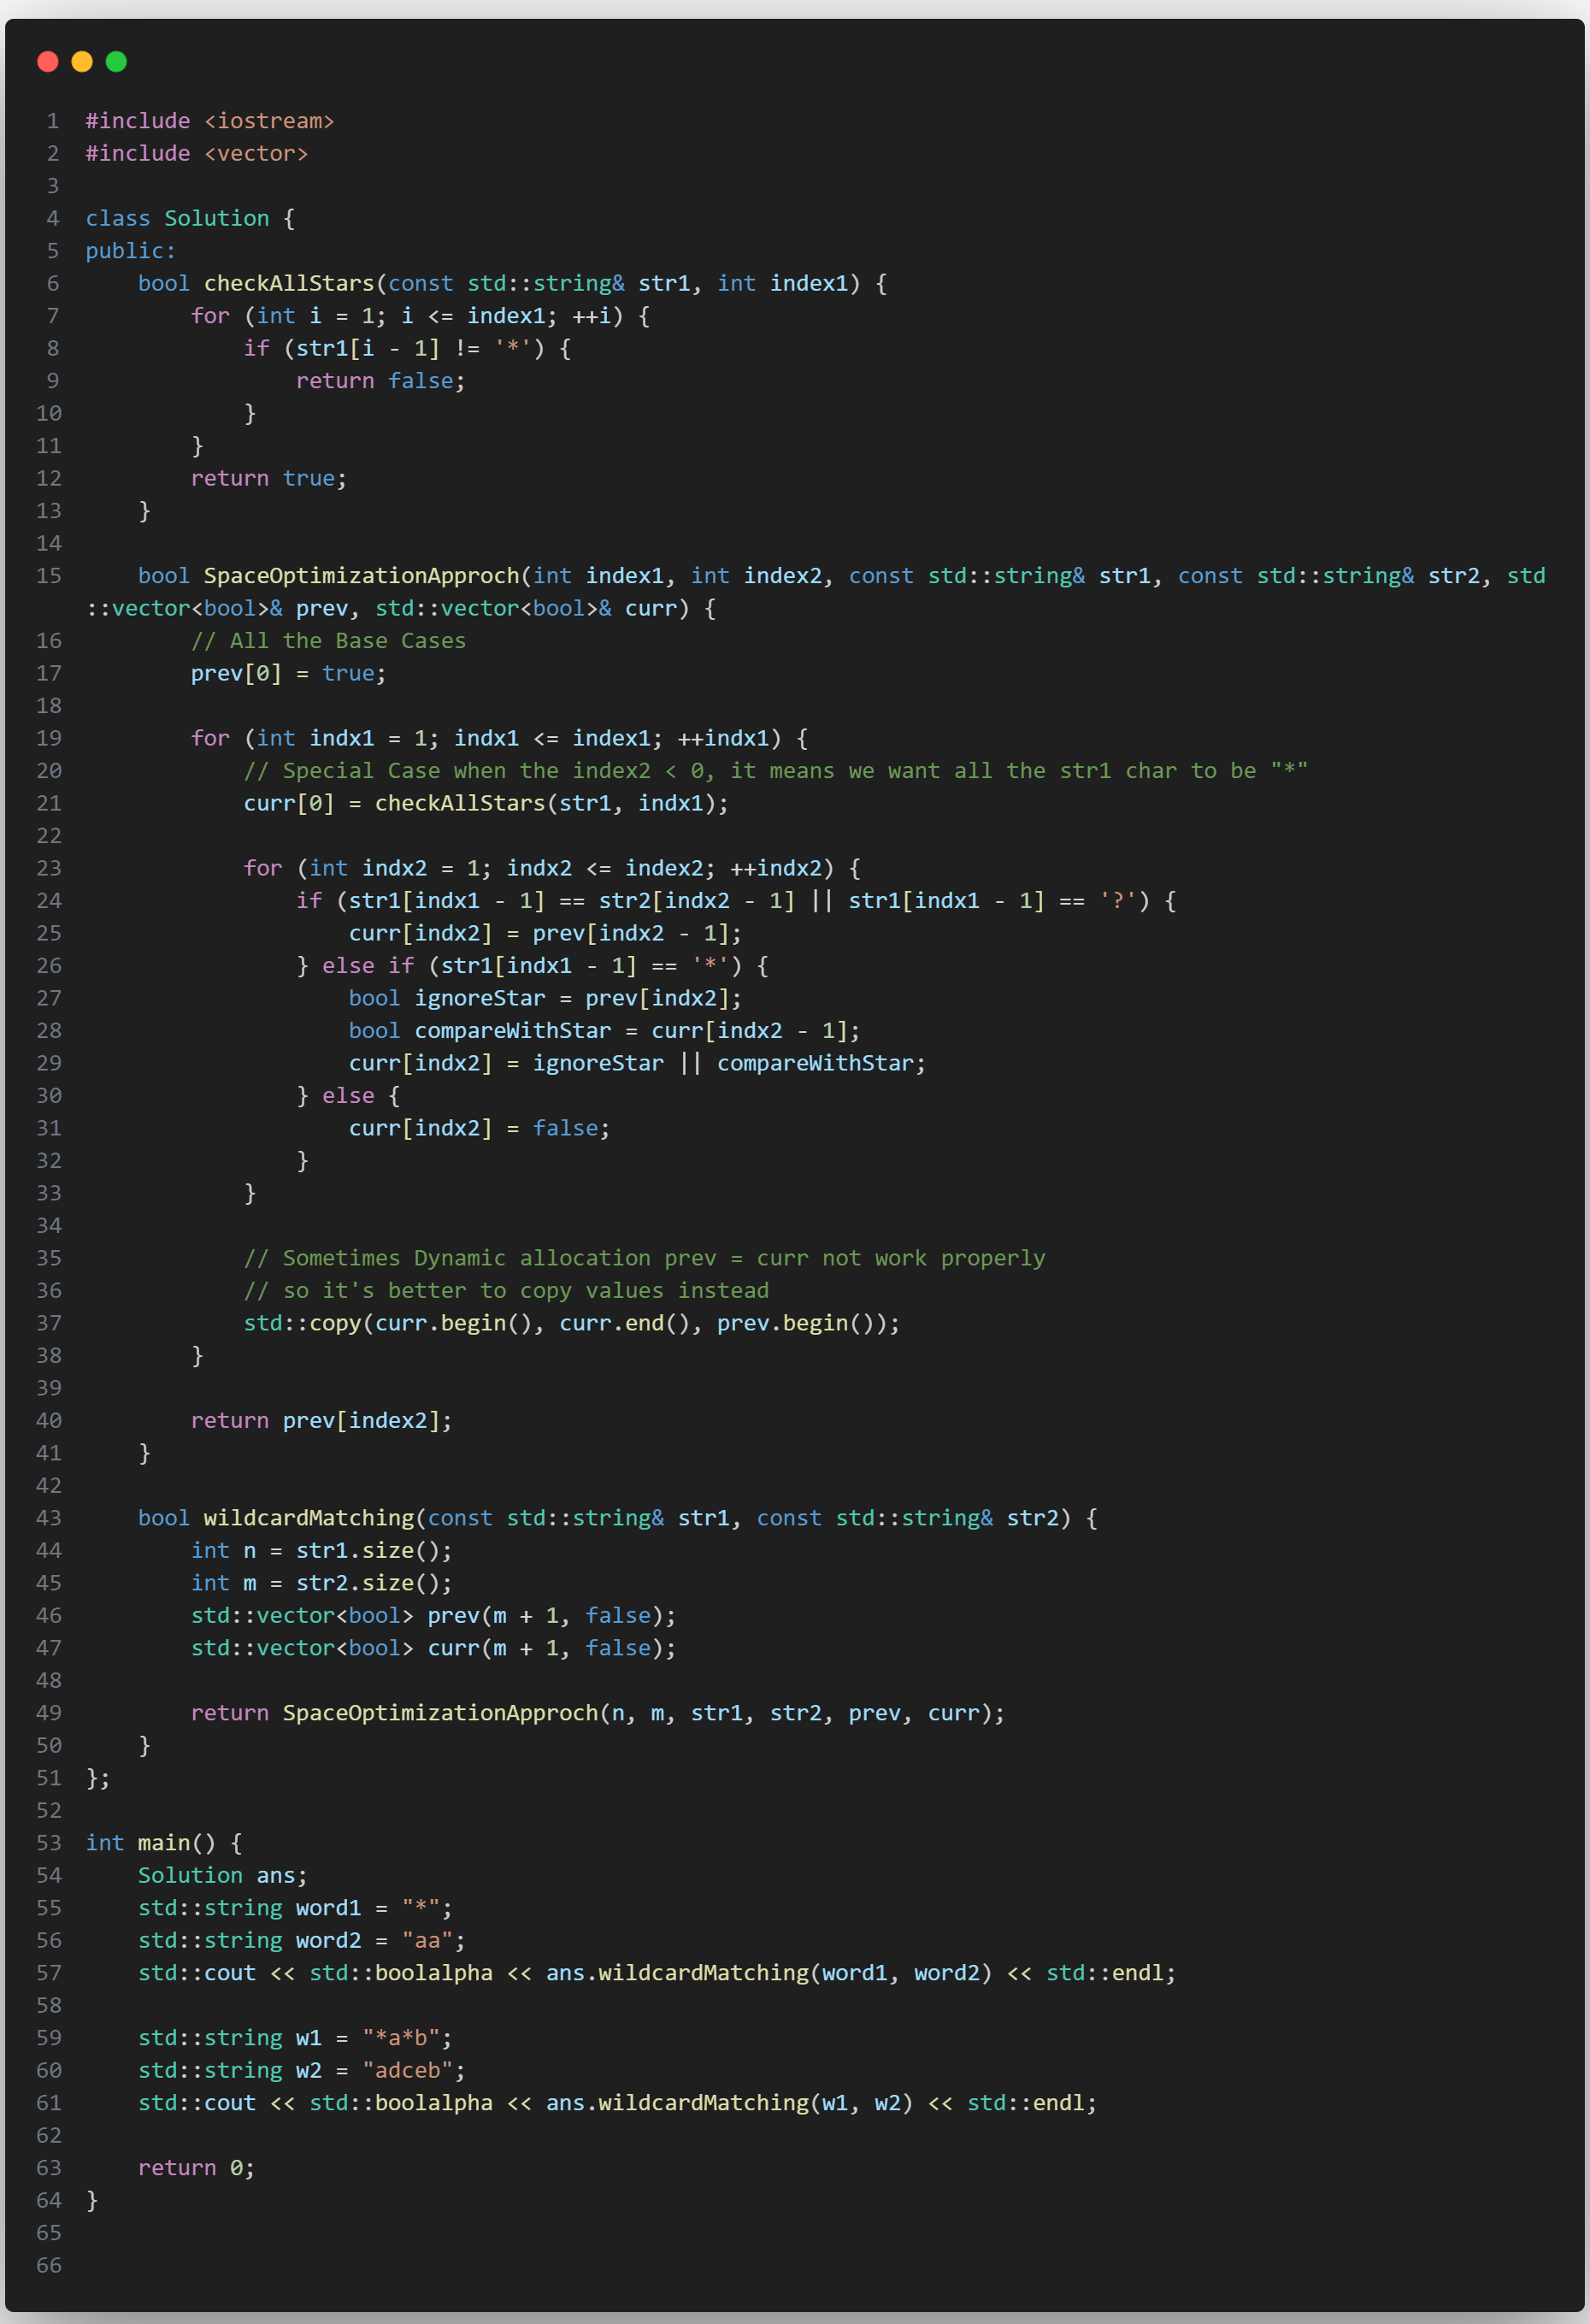 1 #include <iostream>
2 #include <vector>
3
4 class Solution {
5 public:
6     bool checkAllStars(const std::string& str1, int index1) {
7         for (int i = 1; i <= index1; ++i) {
8             if (str1[i - 1] != '*') {
9                 return false;
10             }
11         }
12         return true;
13     }
14
15     bool SpaceOptimizationApproch(int index1, int index2, const std::string& str1, const std::string& str2, std
::vector<bool>& prev, std::vector<bool>& curr) {
16         // All the Base Cases
17         prev[0] = true;
18
19         for (int indx1 = 1; indx1 <= index1; ++indx1) {
20             // Special Case when the index2 < 0, it means we want all the str1 char to be "*"
21             curr[0] = checkAllStars(str1, indx1);
22
23             for (int indx2 = 1; indx2 <= index2; ++indx2) {
24                 if (str1[indx1 - 1] == str2[indx2 - 1] || str1[indx1 - 1] == '?') {
25                     curr[indx2] = prev[indx2 - 1];
26                 } else if (str1[indx1 - 1] == '*') {
27                     bool ignoreStar = prev[indx2];
28                     bool compareWithStar = curr[indx2 - 1];
29                     curr[indx2] = ignoreStar || compareWithStar;
30                 } else {
31                     curr[indx2] = false;
32                 }
33             }
34
35             // Sometimes Dynamic allocation prev = curr not work properly
36             // so it's better to copy values instead
37             std::copy(curr.begin(), curr.end(), prev.begin());
38         }
39
40         return prev[index2];
41     }
42
43     bool wildcardMatching(const std::string& str1, const std::string& str2) {
44         int n = str1.size();
45         int m = str2.size();
46         std::vector<bool> prev(m + 1, false);
47         std::vector<bool> curr(m + 1, false);
48
49         return SpaceOptimizationApproch(n, m, str1, str2, prev, curr);
50     }
51 };
52
53 int main() {
54     Solution ans;
55     std::string word1 = "*";
56     std::string word2 = "aa";
57     std::cout << std::boolalpha << ans.wildcardMatching(word1, word2) << std::endl;
58
59     std::string w1 = "*a*b";
60     std::string w2 = "adceb";
61     std::cout << std::boolalpha << ans.wildcardMatching(w1, w2) << std::endl;
62
63     return 0;
64 }
65
66